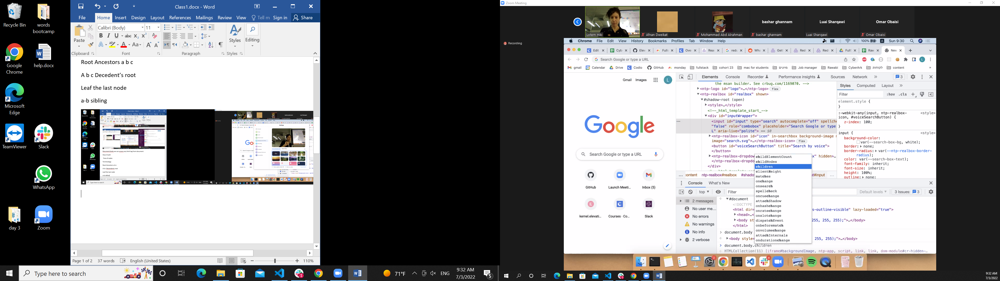 Recycle Bin
words
bootcamp
Google
Chrome
help.docx
Microsoft
Edge
TeamViewer
Slack
WhatsApp
day 3
Zoom
Class1.docx - Word
File Home Insert Design Layout References Mailings Review View Tell m Sign in Share
Calibri (Body) 11
Paste
Styles
Editing
Clipboard Font Paragraph Styles
Root Ancestors a b c
A b c Decedent’s root
Leaf the last node
a-b sibling
Page 1 of 2 37 words English (United States) 110%
Type here to search
71°F ENG 9:32 AM
7/3/2022
5
Zoom Meeting
bashar ghannam Luai Sharqawi Omar Obaisi
Lotem Hiki Afnan Dweikat Mohammad Abd Alrahman bashar ghannam Luai Sharqawi Omar Obaisi
Recording
Chrome File Edit View History Bookmarks Profiles Tab Window Help 100% Sun 9:30
Search Google or type a URL
gmail Calendar Drive Codio GitHub monday fullstack cohort 23 mac for students מיונים Job manager Rawabi CyberArk לקוחות content
Gmail Images L
Google
Search Google or type a URL
GitHub Launch Meeti... Inbox (5)
kernel.elevati... Courses · Co... Slack
Elements Console Recorder Performance insights Sources Network 3
the msan builder. See crbug.com/1169070. -->
<ntp-logo id="logo">…</ntp-logo> flex
<ntp-realbox id="realbox" shown>
#shadow-root (open)
<style>…</style>
<!--_html_template_start_-->
<div id="inputWrapper">
<input id="input" type="search" autocomplete="off" spellche
"false" role="combobox" placeholder="Search Google or type
L" aria-live="polite"> == $0
<ntp-realbox-icon id="icon" in-searchbox background-image m
image="search.svg">…</ntp-realbox-icon> flex
<button id="voiceSearchButton" title="Search by voice">
</button>
<ntp-realbox-dropdow
" hidden>…
</ntp-realbox-dropdo
</div>
content ntp-realbox#realbox #shado ut#input
Styles Computed Layout
Filter :hov .cls
element.style {
}
:-webkit-any(input, ntp-realbox- <style>
icon, #voiceSearchButton) {
z-index: 100;
}
input { <style>
background-color:
var(--search-box-bg, white);
border: none;
border-radius: var(--ntp-realbox-border-
radius);
color: var(--search-box-text);
font-family: inherit;
font-size: inherit;
height: 100%;
outline: none;
childElementCount
childNodes
children
clientHeight
matches
onchange
onsearch
spellcheck
oncuechange
attachShadow
onhashchange
onratechange
onslotchange
dispatchEvent
onbeforematch
onvolumechange
attachInternals
ondurationchange
Console What's New
top Filter Default levels 3 Issues: 3
2 messages
No user me...
No errors
No warnings
No info
2 verbose
#document
<!DOCTYPE
<html dir= s-outline-visible" lazy-loaded="true">
<head>…<
<body st 255, 255);">…</body>
</html>
document.body
<body style= 255, 255);">…</body>
document.body.children
HTMLCollection(11) [iframe#backgroundImage, ntp-app, script, link, link, dom-module#cr-hidden-…
9:32 AM
7/3/2022